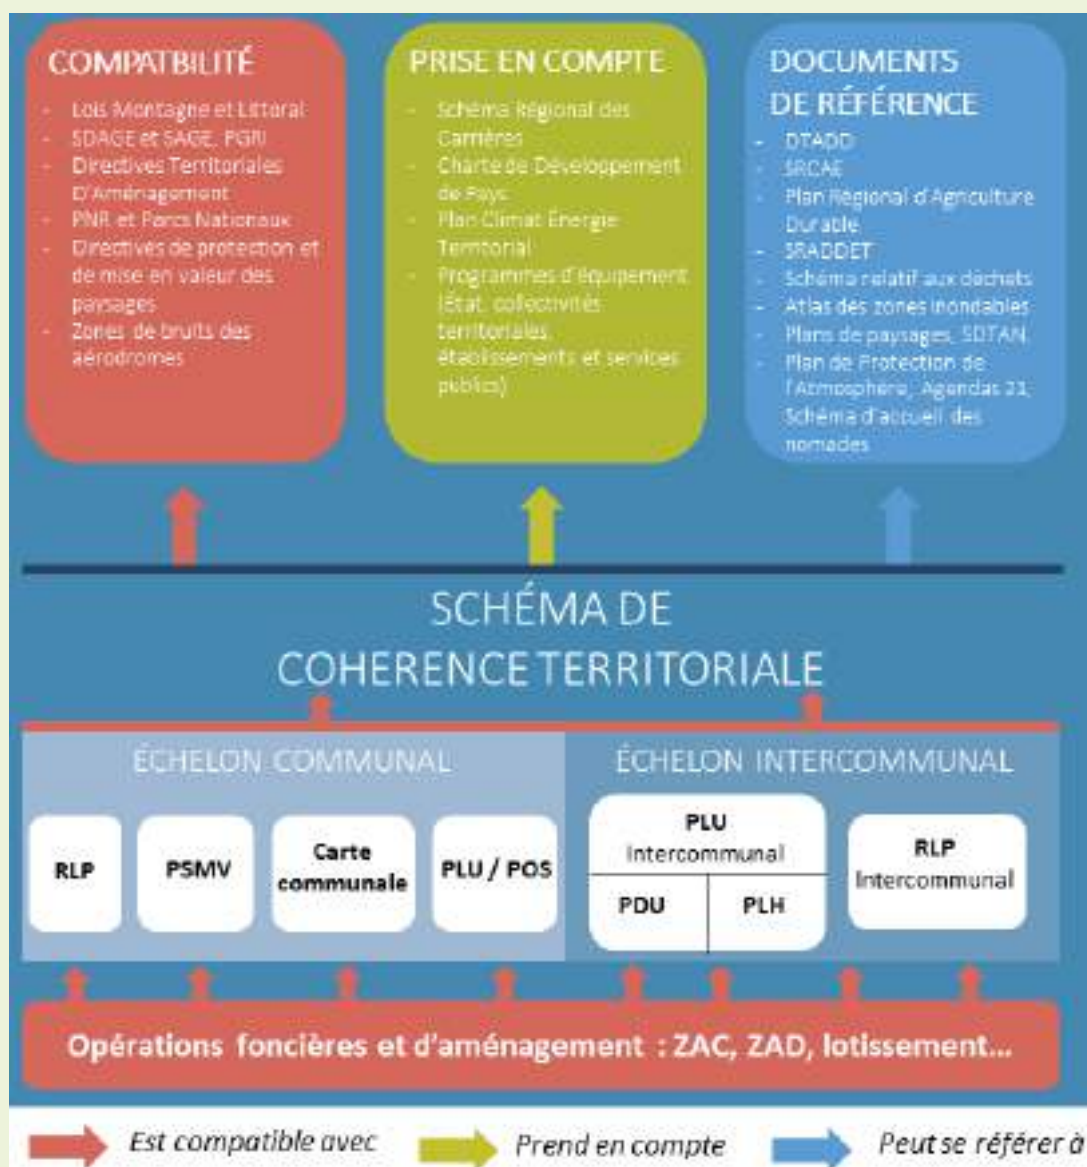 COMPATBILITÉ
- Lois Montagne et Littoral
- SDAGE et SAGE, PGRI
- Directives Territoriales
D'Aménagement
- PNR et Parcs Nationaux
- Directives de protection et
de mise en valeur des
paysages
- Zones de bruits des
aérodromes
PRISE EN COMPTE
- Schéma Régional des
Carrières
- Charte de Développement
de Pays
- Plan Climat Énergie
Territorial
- Programmes d'équipement
(État, collectivités
territoriales,
établissements et services
publics)
DOCUMENTS
DE RÉFÉRENCE
- DTADD
- SRCAE
- Plan Régional d'Agriculture
Durable
- SRADDET
- Schéma relatif aux déchets
- Atlas des zones inondables
- Plans de paysages, SDTAN,
- Plan de Protection de
l'Atmosphère, Agendas 21,
Schéma d'accueil des
nomades
SCHÉMA DE
COHERENCE TERRITORIALE
ÉCHELON COMMUNAL
RLP
PSMV
Carte
communale
PLU / POS
ÉCHELON INTERCOMMUNAL
PLU
Intercommunal
PDU
PLH
RLP
Intercommunal
Opérations foncières et d'aménagement : ZAC, ZAD, lotissement...
Est compatible avec
Prend en compte
Peut se référer à